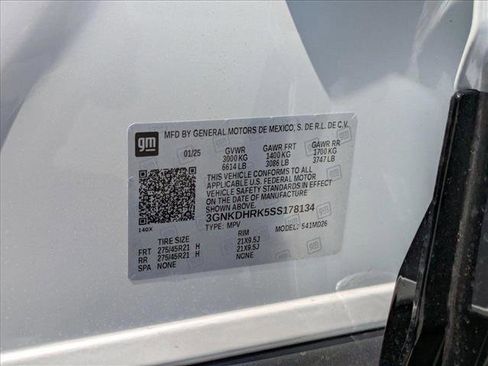 gm
MFD BY GENERAL MOTORS DE MEXICO, S. DE R.L. DE C.V.
01/25 GVWR GAWR FRT GAWR RR
3000 KG 1400 KG 1700 KG
6614 LB 3086 LB 3747 LB
THIS VEHICLE CONFORMS TO ALL
APPLICABLE U.S. FEDERAL MOTOR
VEHICLE SAFETY STANDARDS IN EFFECT
ON THE DATE OF MANUFACTURE SHOWN ABOVE.
3GNKDHRK5SS178134
140X TYPE: MPV MODEL: 541MD26
TIRE SIZE RIM
FRT 275/45R21 H 21X9.5J
RR 275/45R21 H 21X9.5J
SPA NONE NONE